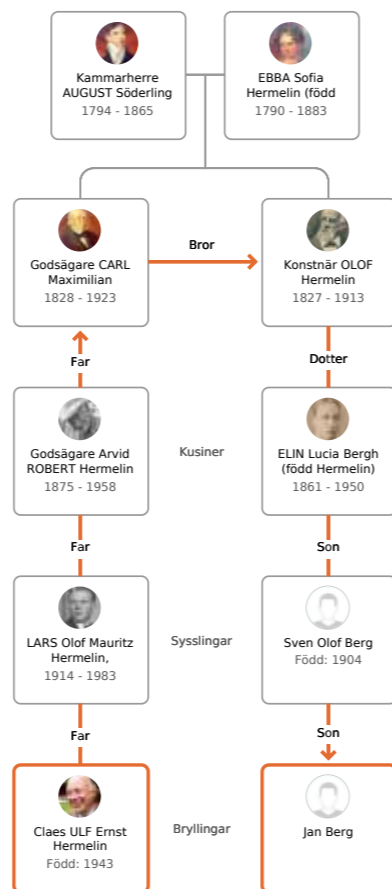 Kammarherre
AUGUST Söderling
1794 - 1865
EBBA Sofia
Hermelin (född
1790 - 1883
Godsägare CARL
Maximilian
1828 - 1923
Bror
Konstnär OLOF
Hermelin
1827 - 1913
Far
Dotter
Godsägare Arvid
ROBERT Hermelin
1875 - 1958
Kusiner
ELIN Lucia Bergh
(född Hermelin)
1861 - 1950
Far
Son
LARS Olof Mauritz
Hermelin,
1914 - 1983
Sysslingar
Sven Olof Berg
Född: 1904
Far
Son
Claes ULF Ernst
Hermelin
Född: 1943
Bryllingar
Jan Berg